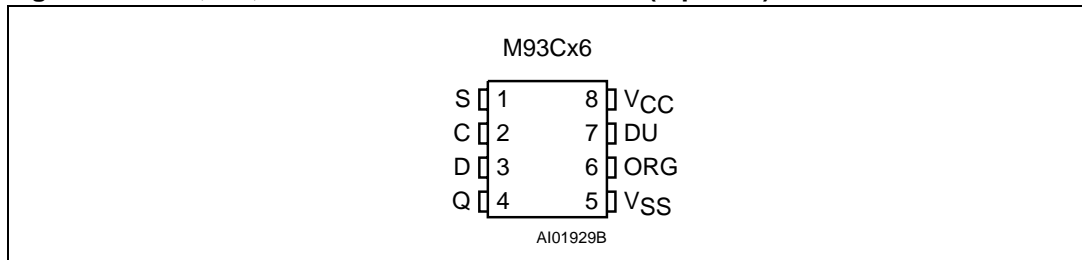 M93Cx6
S 1 8 VCC
C 2 7 DU
D 3 6 ORG
Q 4 5 VSS
AI01929B